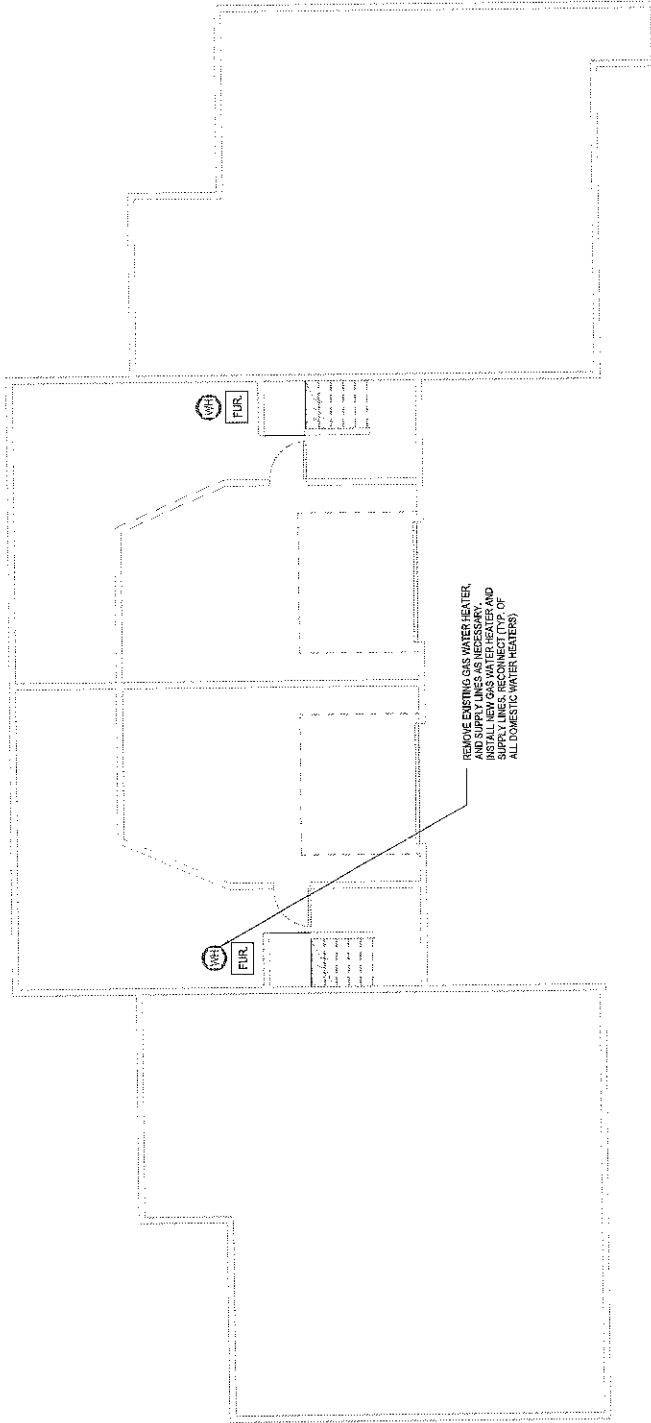 WH
FUR.
WH
FUR.
REMOVE EXISTING GAS WATER HEATER,
AND SUPPLY LINES AS NECESSARY.
INSTALL NEW GAS WATER HEATER AND
SUPPLY LINES. RECONNECT (TYP. OF
ALL DOMESTIC WATER HEATERS)